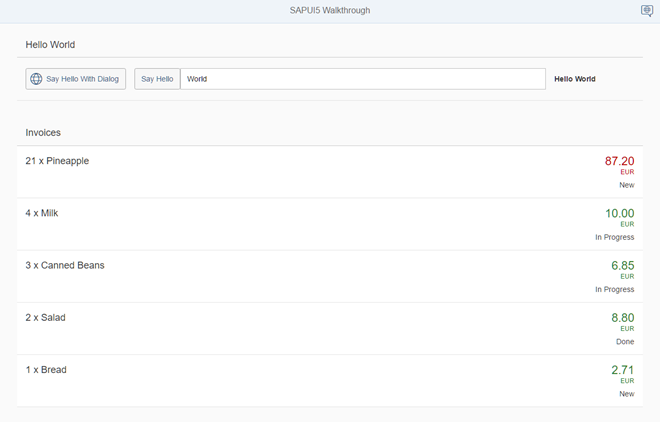 SAPUI5 Walkthrough
Hello World
Say Hello With Dialog
Say Hello
World
Hello World
Invoices
21 x Pineapple
87.20
EUR
New
4 x Milk
10.00
EUR
In Progress
3 x Canned Beans
6.85
EUR
In Progress
2 x Salad
8.80
EUR
Done
1 x Bread
2.71
EUR
New